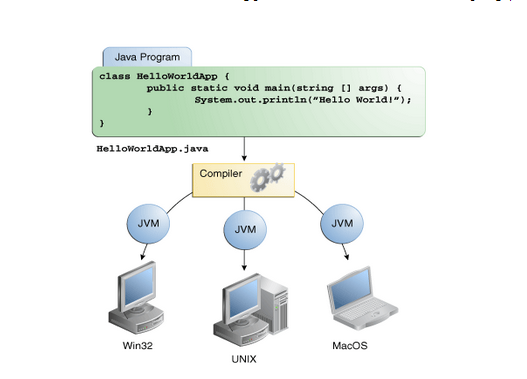 Java Program
class HelloWorldApp {
public static void main(string [] args) {
System.out.println("Hello World!");
}
}
HelloWorldApp.java
Compiler
JVM
JVM
JVM
Win32
UNIX
MacOS